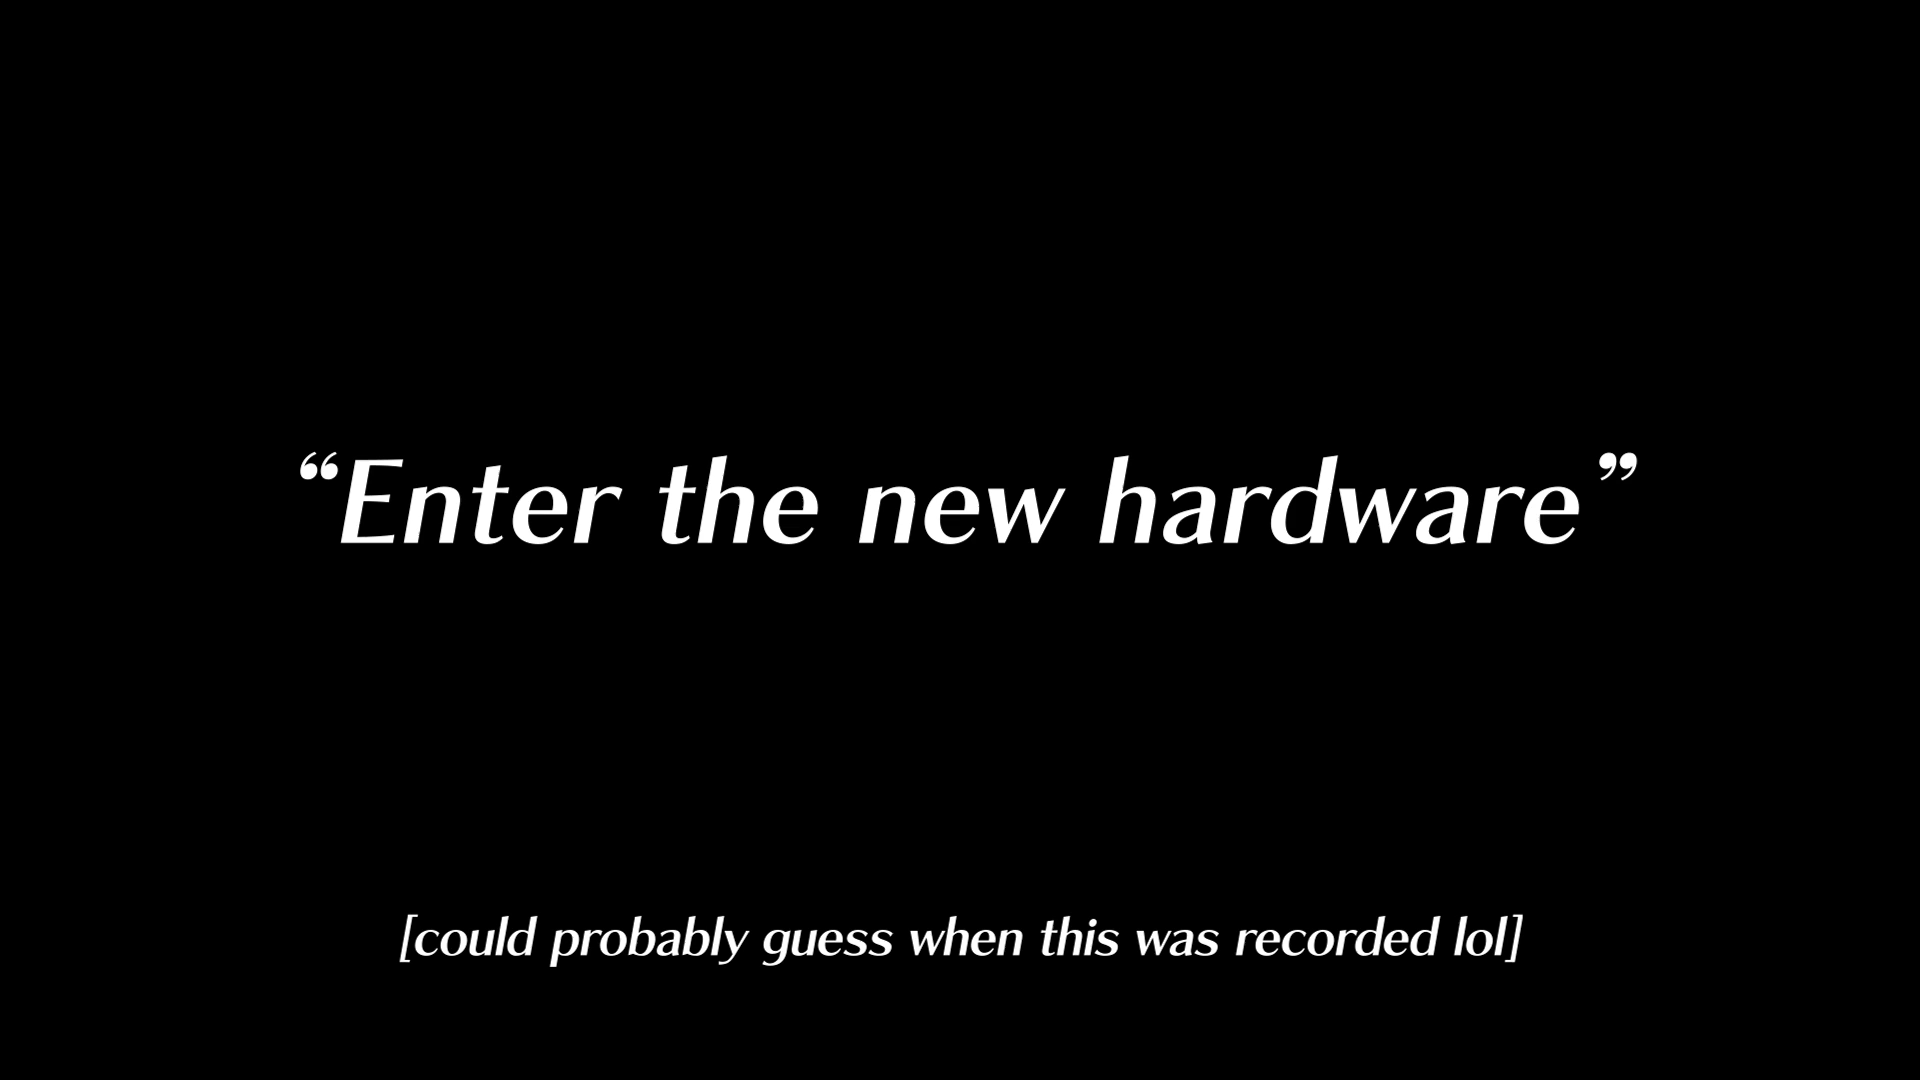 “Enter the new hardware”
[could probably guess when this was recorded lol]